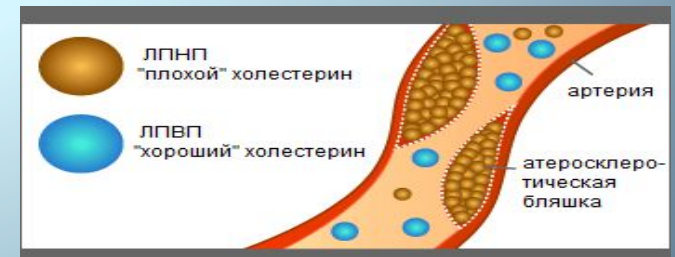 ЛПНП
"плохой" холестерин
ЛПВП
"хороший" холестерин
артерия
атеросклеро-
тическая
бляшка